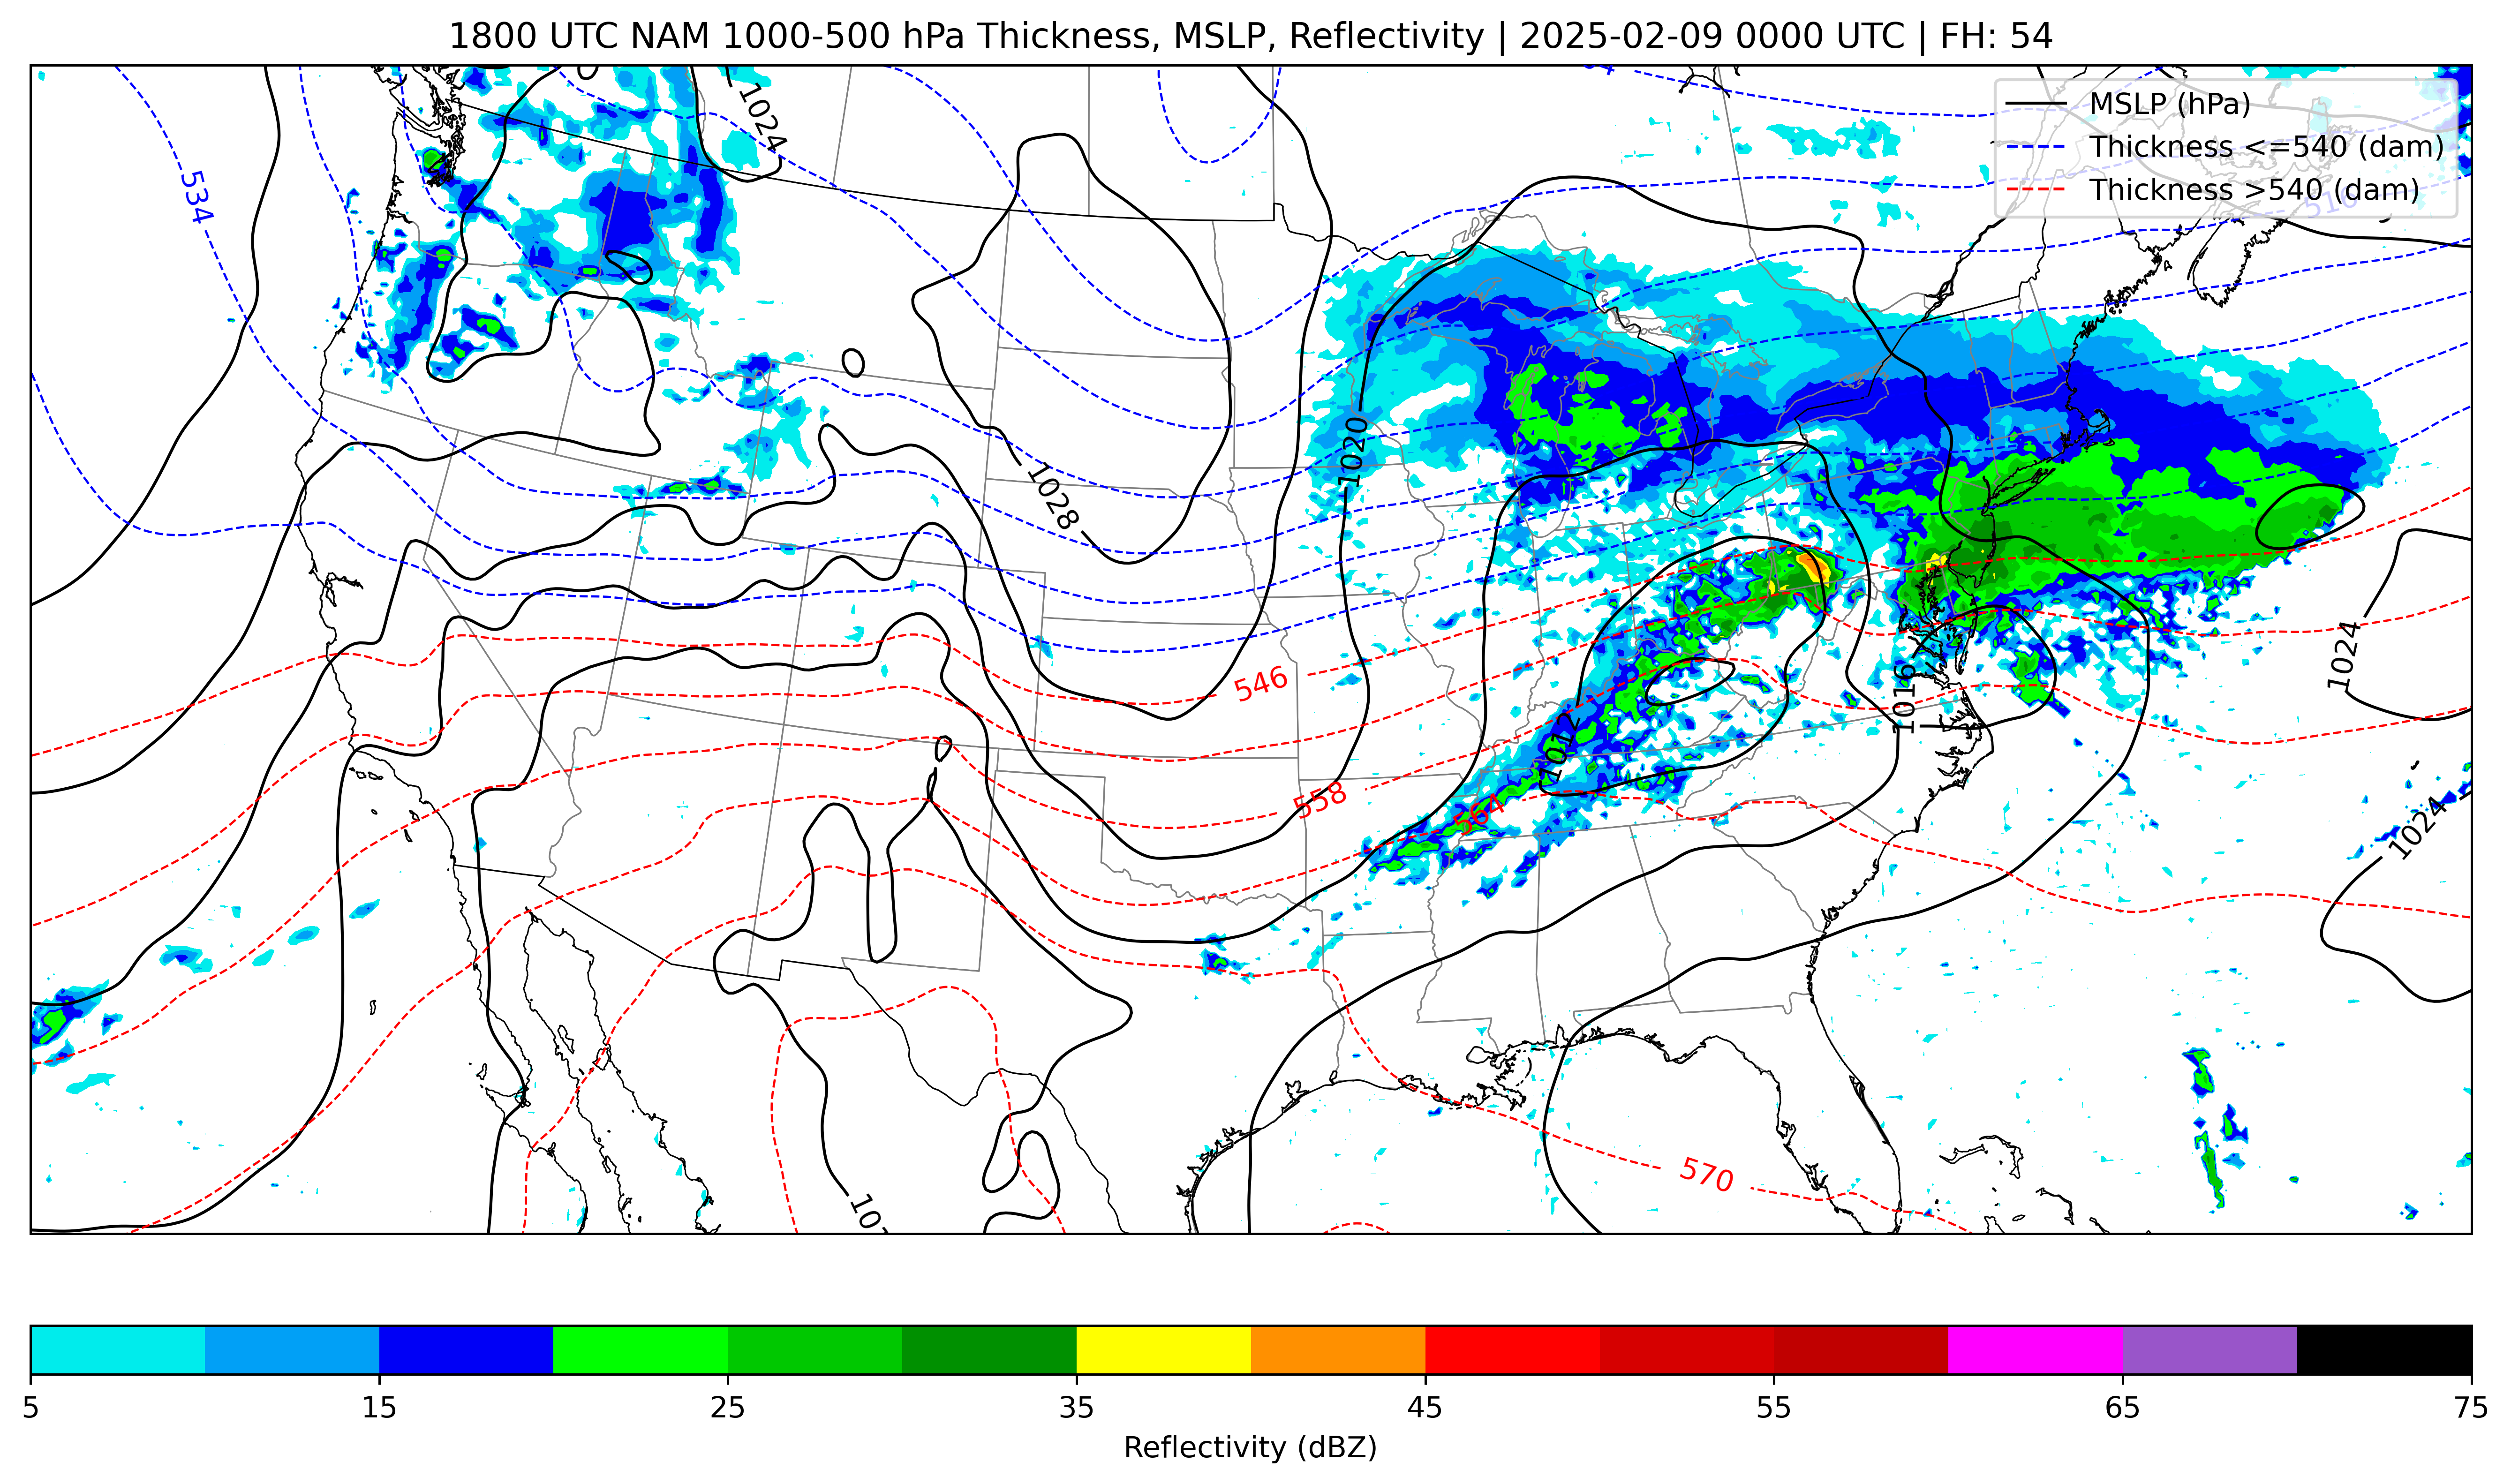 1800 UTC NAM 1000-500 hPa Thickness, MSLP, Reflectivity | 2025-02-09 0000 UTC | FH: 54
MSLP (hPa)
Thickness <=540 (dam)
Thickness >540 (dam)
1024
534
510
1020
1028
546
1024
1016
1012
558
564
1024
570
10
5 15 25 35 45 55 65 75
Reflectivity (dBZ)